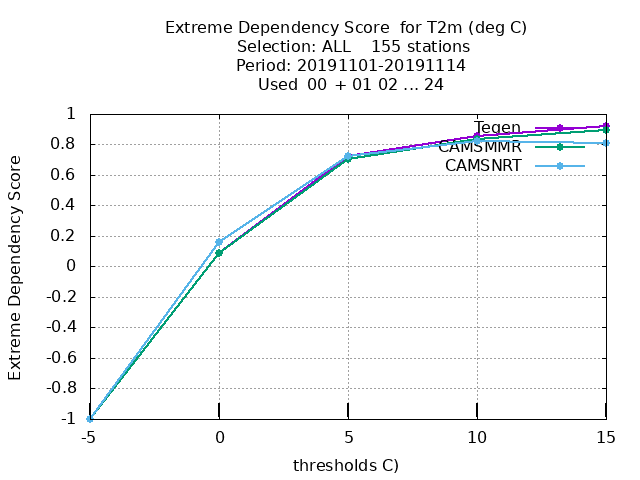 Extreme Dependency Score  for T2m (deg C)
Selection: ALL    155 stations
Period: 20191101-20191114
Used  00 + 01 02 ... 24
Extreme Dependency Score
1
0.8
0.6
0.4
0.2
0
-0.2
-0.4
-0.6
-0.8
-1
Tegen
CAMSMMR
CAMSNRT
-5 0 5 10 15
thresholds C)